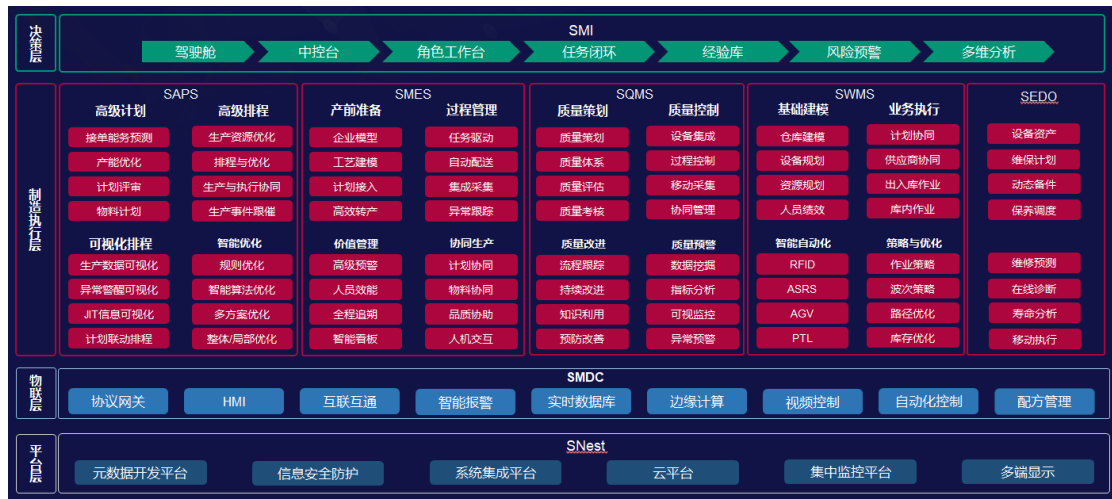 决策层
SMI
驾驶舱 中控台 角色工作台 任务闭环 经验库 风险预警 多维分析
制造执行层
SAPS SMES SQMS SWMS SEDO
高级计划 高级排程 产前准备 过程管理 质量策划 质量控制 基础建模 业务执行
接单能务预测 生产资源优化 企业模型 任务驱动 质量策划 设备集成 仓库建模 计划协同 设备资产
产能优化 排程与优化 工艺建模 自动配送 质量体系 过程控制 设备规划 供应商协同 维保计划
计划评审 生产与执行协同 计划接入 集成采集 质量评估 移动采集 资源规划 出入库作业 动态备件
物料计划 生产事件跟催 高效转产 异常跟踪 质量考核 协同管理 人员绩效 库内作业 保养调度
可视化排程 智能优化 价值管理 协同生产 质量改进 质量预警 智能自动化 策略与优化
生产数据可视化 规则优化 高级预警 计划协同 流程跟踪 数据挖掘 RFID 作业策略 维修预测
异常警醒可视化 智能算法优化 人员效能 物料协同 持续改进 指标分析 ASRS 波次策略 在线诊断
JIT信息可视化 多方案优化 全程追朔 品质协助 知识利用 可视监控 AGV 路径优化 寿命分析
计划联动排程 整体/局部优化 智能看板 人机交互 预防改善 异常预警 PTL 库存优化 移动执行
物联层
SMDC
协议网关 HMI 互联互通 智能报警 实时数据库 边缘计算 视频控制 自动化控制 配方管理
平台层
SNest
元数据开发平台 信息安全防护 系统集成平台 云平台 集中监控平台 多端显示